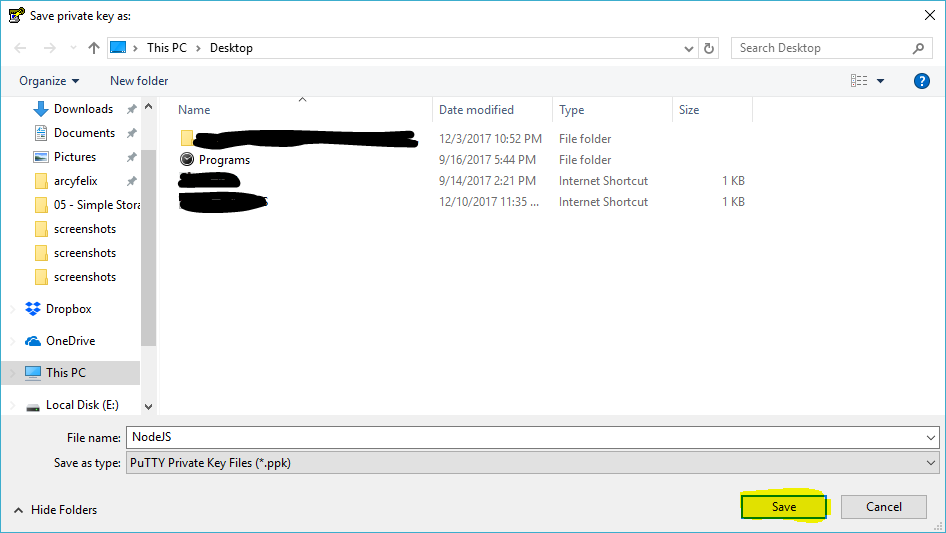 Save private key as:
This PC > Desktop
Search Desktop
Organize
New folder
Name Date modified Type Size
Downloads
Documents
Pictures
arcyfelix
05 - Simple Stora
screenshots
screenshots
screenshots
Dropbox
OneDrive
This PC
Local Disk (E:)
12/3/2017 10:52 PM File folder
Programs 9/16/2017 5:44 PM File folder
9/14/2017 2:21 PM Internet Shortcut 1 KB
12/10/2017 11:35 ... Internet Shortcut 1 KB
File name: NodeJS
Save as type: PuTTY Private Key Files (*.ppk)
Hide Folders
Save
Cancel